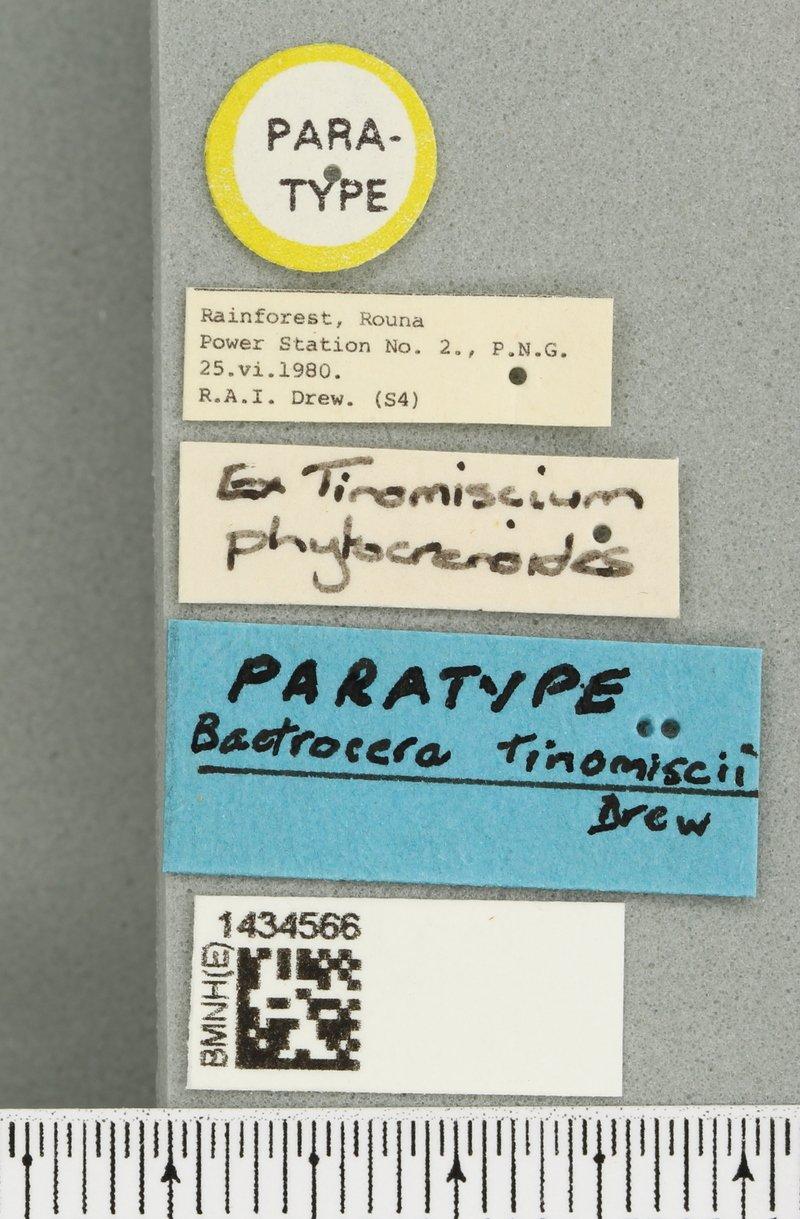 PARA-
TYPE
Rainforest, Rouna
Power Station No. 2., P.N.G.
25.vi.1980.
R.A.I. Drew. (S4)
Ex Tinomiscium
phytocrenoides
PARATYPE
Bactrocera tinomiscii
Drew
1434566
BMNH(E)